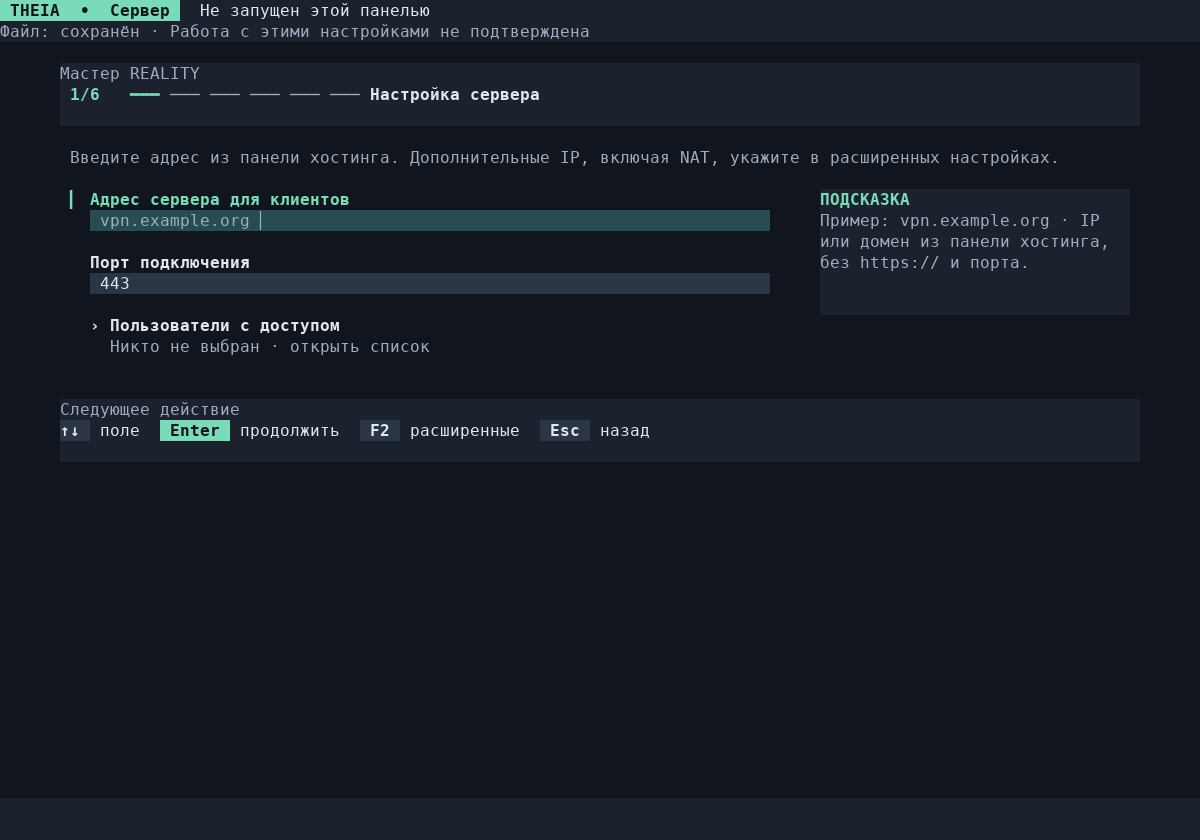 THEIA • Сервер Не запущен этой панелью
Файл: сохранён · Работа с этими настройками не подтверждена
Мастер REALITY
1/6 Настройка сервера
Введите адрес из панели хостинга. Дополнительные IP, включая NAT, укажите в расширенных настройках.
Адрес сервера для клиентов
vpn.example.org
Порт подключения
443
› Пользователи с доступом
Никто не выбран · открыть список
ПОДСКАЗКА
Пример: vpn.example.org · IP
или домен из панели хостинга,
без https:// и порта.
Следующее действие
↑↓ поле Enter продолжить F2 расширенные Esc назад